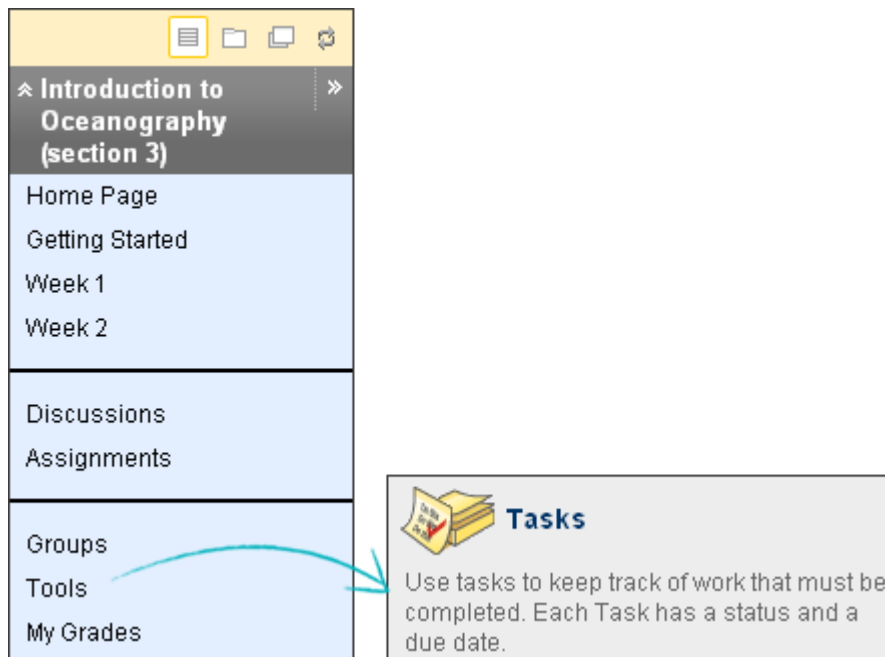 Introduction to
Oceanography
(section 3)
Home Page
Getting Started
Week 1
Week 2
Discussions
Assignments
Groups
Tools
My Grades
Tasks
Use tasks to keep track of work that must be
completed. Each Task has a status and a
due date.